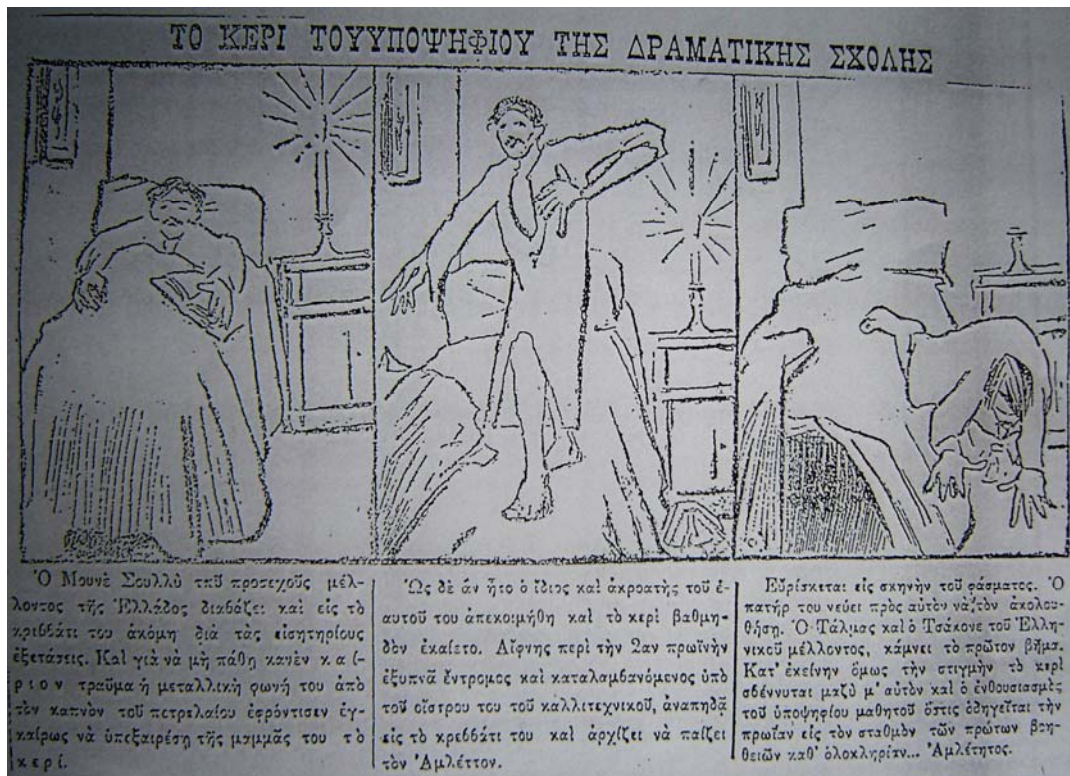 ΤΟ ΚΕΡΙ ΤΟΥΥΠΟΨΗΦΙΟΥ ΤΗΣ ΔΡΑΜΑΤΙΚΗΣ ΣΧΟΛΗΣ
Ὁ Μουνὲ Σουλλὺ τοῦ προσεχοῦς μέλ-
λοντος τῆς Ἑλλάδος διαβάζει καὶ εἰς τὸ
κρεββάτι του ἀκόμη διὰ τὰς εἰσητηρίους
ἐξετάσεις. Καὶ γιὰ νὰ μὴ πάθῃ κανὲν καί-
ριον τραῦμα ἡ μεταλλικὴ φωνή του ἀπὸ
τὸν καπνὸν τοῦ πετρελαίου ἐφρόντισεν ἐγ-
καίρως νὰ ὑπεξαιρέσῃ τῆς μαμμᾶς του τὸ
κερί.
Ὡς δὲ ἂν ἦτο ὁ ἴδιος καὶ ἀκροατὴς τοῦ ἑ-
αυτοῦ του ἀπεκοιμήθη καὶ τὸ κερὶ βαθμη-
δὸν ἐκαίετο. Αἴφνης περὶ τὴν 2αν πρωϊνὴν
ἐξυπνᾷ ἔντρομος καὶ καταλαμβανόμενος ὑπὸ
τοῦ οἴστρου του τοῦ καλλιτεχνικοῦ, ἀναπηδᾷ
εἰς τὸ κρεββάτι του καὶ ἀρχίζει νὰ παίζει
τὸν Ἀμλέττον.
Εὑρίσκεται εἰς σκηνὴν τοῦ φάσματος. Ὁ
πατήρ του νεύει πρὸς αὐτὸν νὰ τὸν ἀκολου-
θήσῃ. Ὁ Τάλμας καὶ ὁ Τσάκονε τοῦ Ἑλλη-
νικοῦ μέλλοντος, κάμνει τὸ πρῶτον βῆμα.
Κατ' ἐκείνην ὅμως τὴν στιγμὴν τὸ κερὶ
σβέννυται μαζὺ μ' αὐτὸν καὶ ὁ ἐνθουσιασμὸς
τοῦ ὑποψηφίου μαθητοῦ ὅστις ὁδηγεῖται τὴν
πρωΐαν εἰς τὸν σταθμὸν τῶν πρώτων βοη-
θειῶν καθ' ὁλοκληρίαν... Ἀμλέτητος.